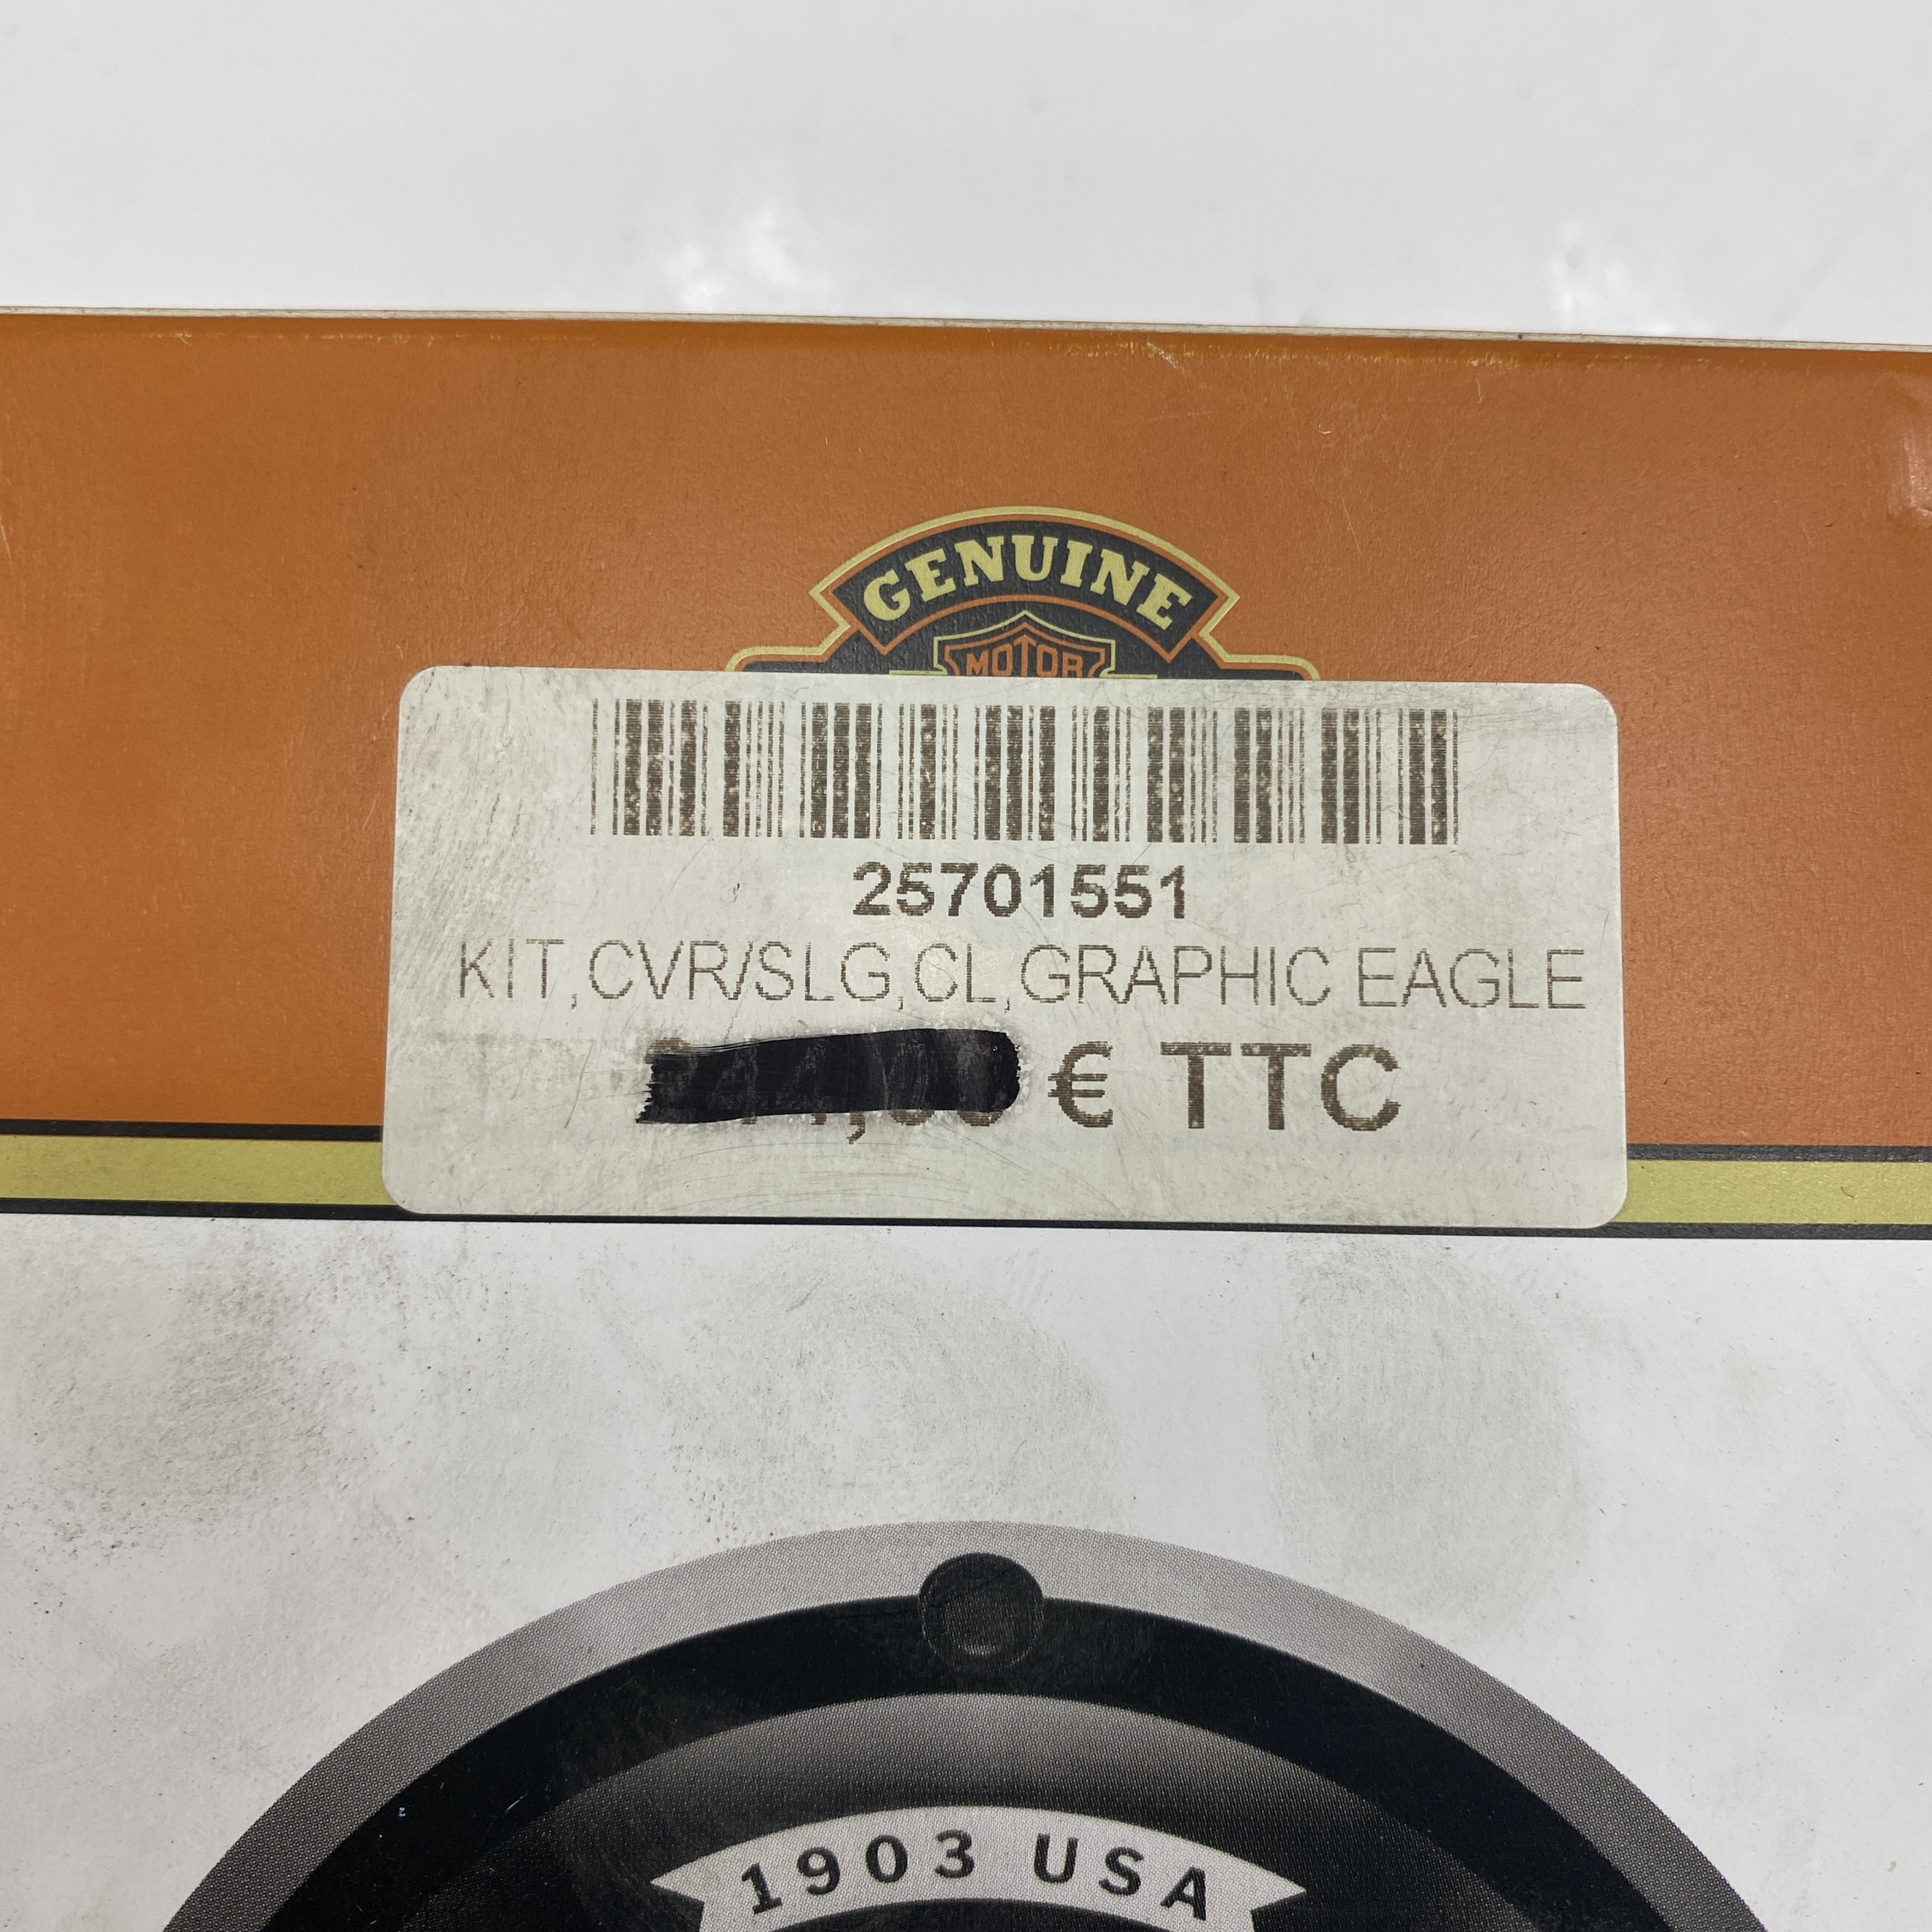 GENUINE
MOTOR
25701551
KIT,CVR/SLG,CL,GRAPHIC EAGLE
€ TTC
1903 USA